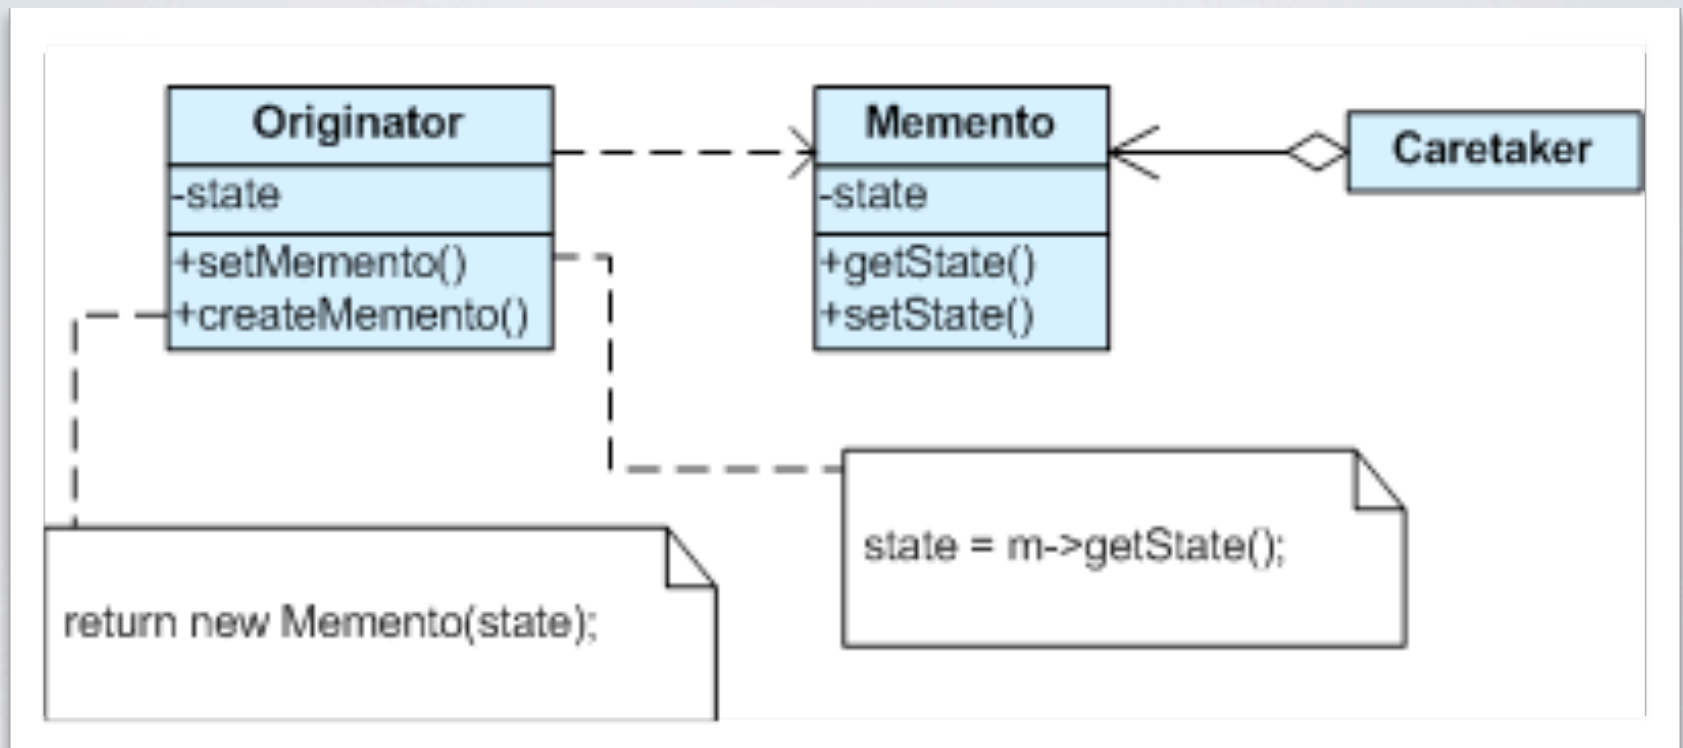 Originator
-state
+setMemento()
+createMemento()
Memento
-state
+getState()
+setState()
Caretaker
state = m->getState();
return new Memento(state);